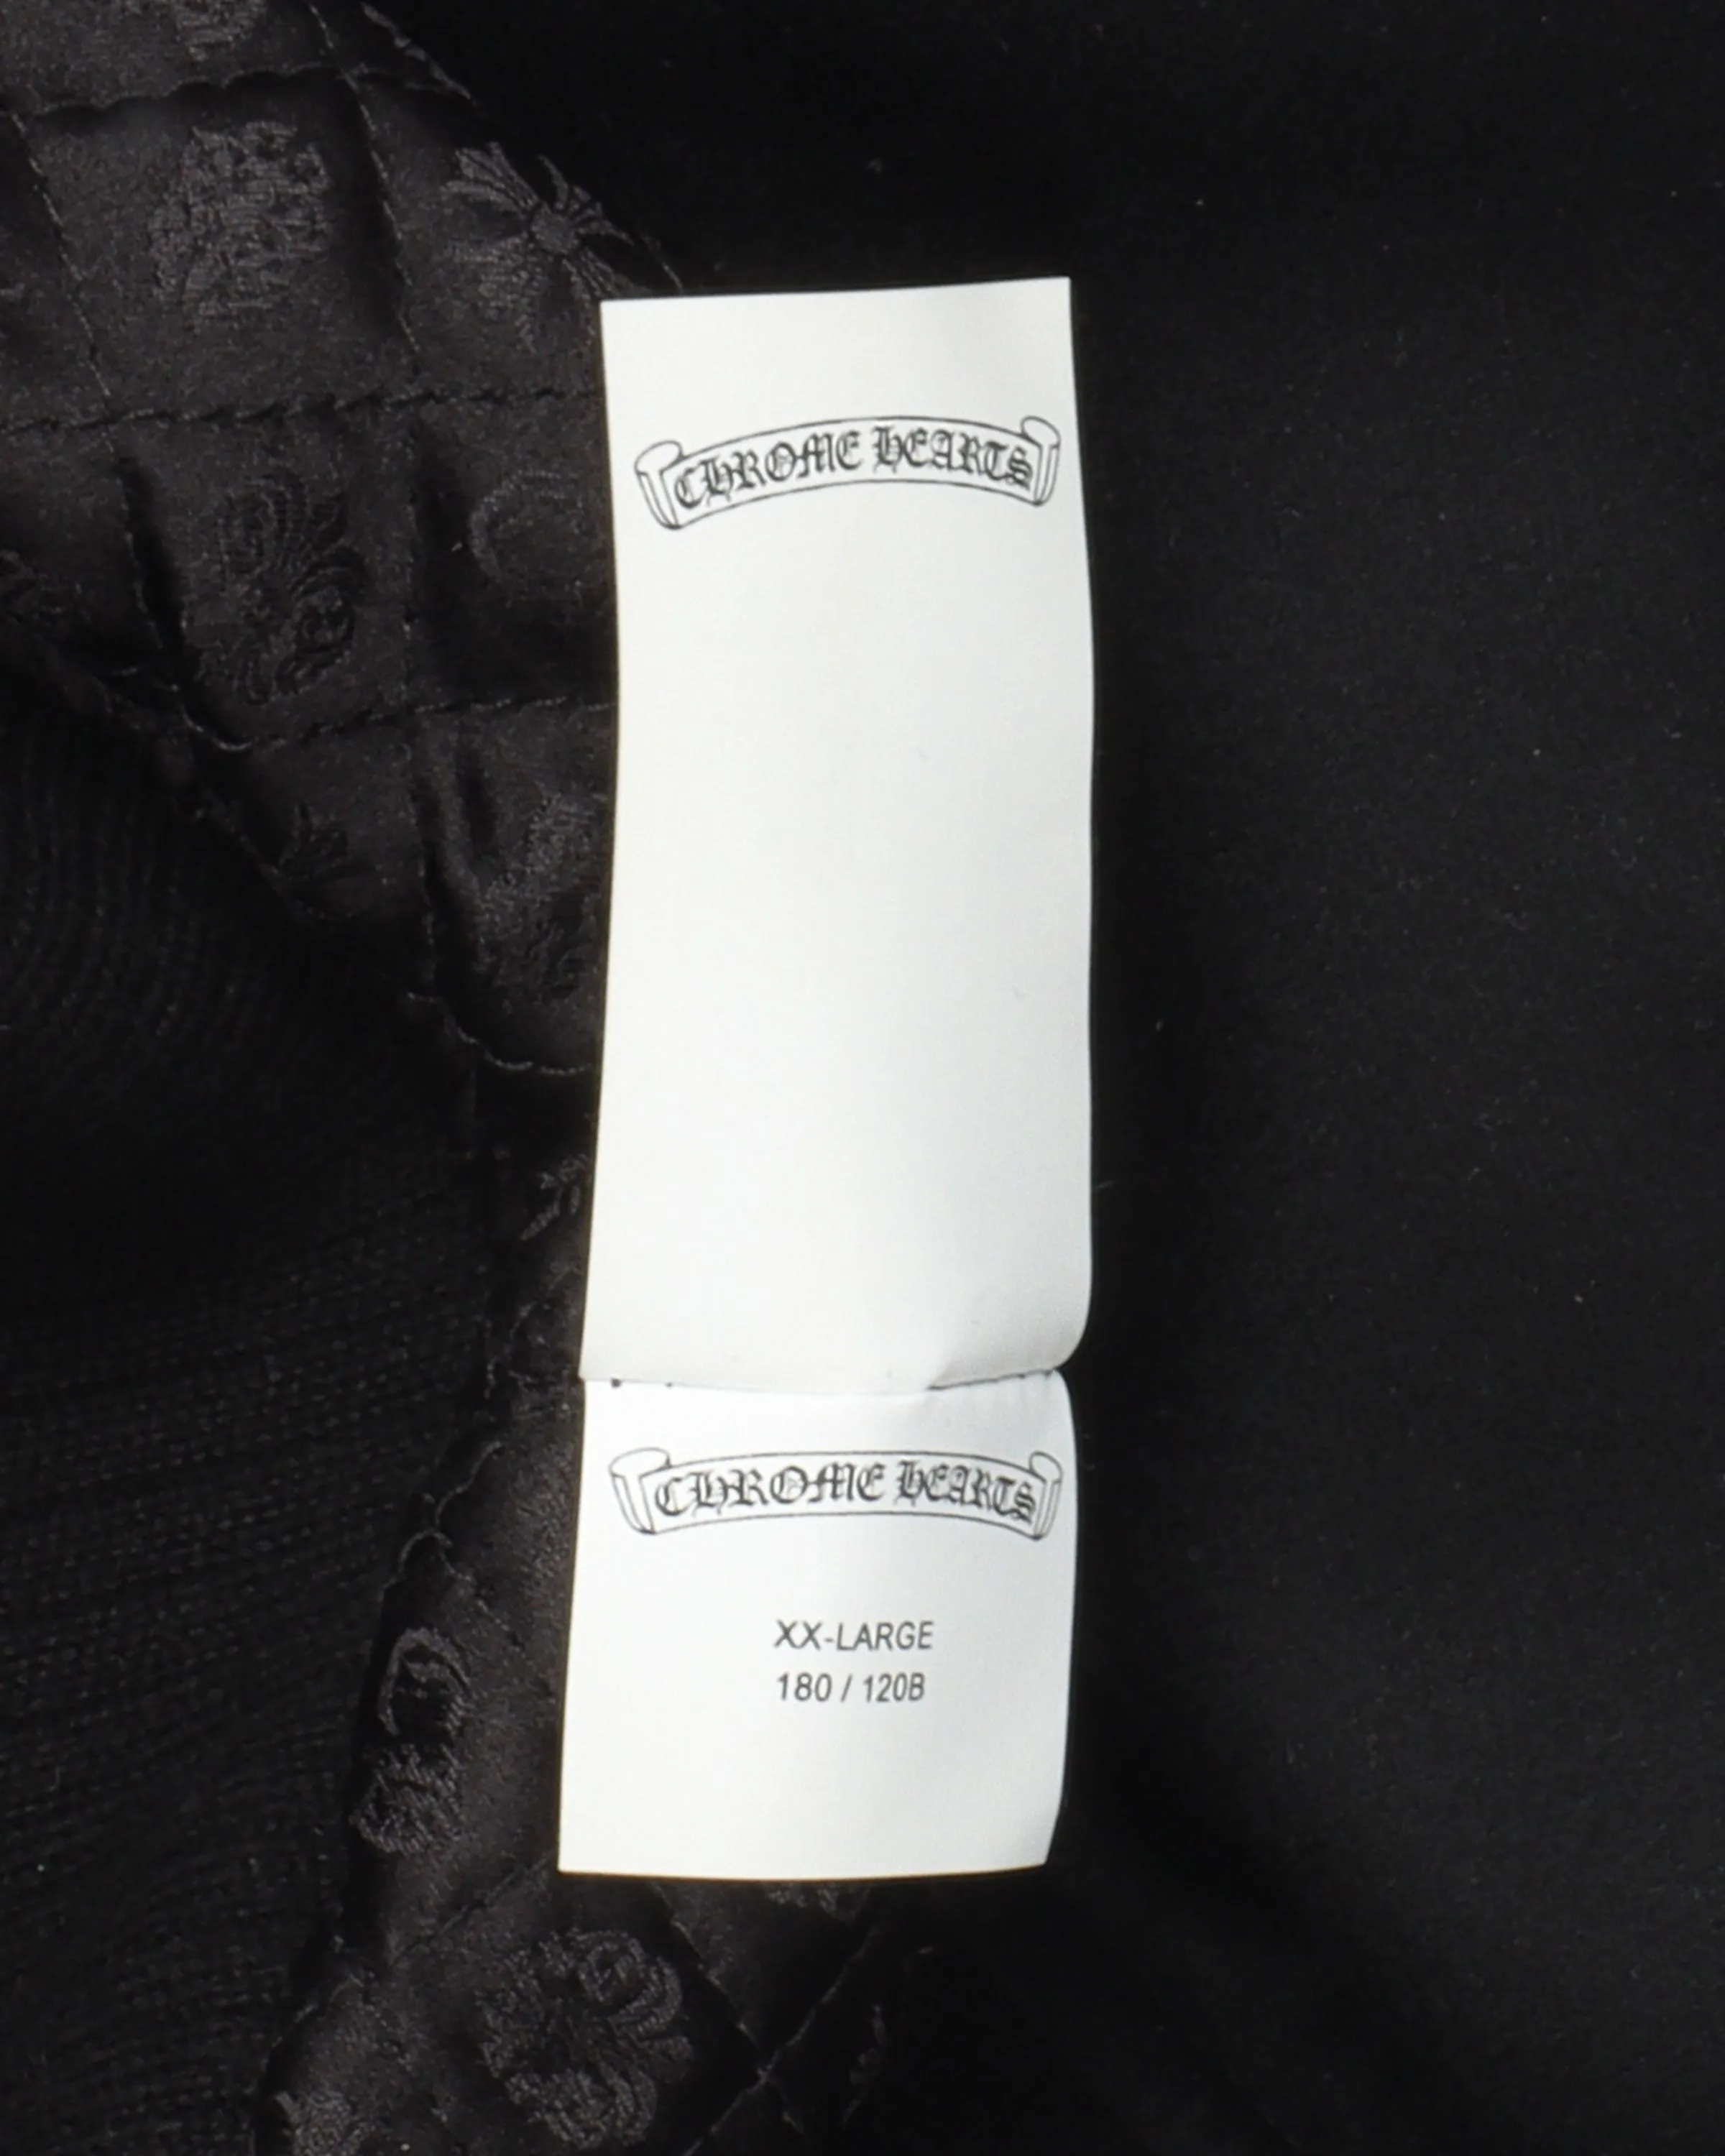 CHROME HEARTS
CHROME HEARTS
XX-LARGE
180 / 120B